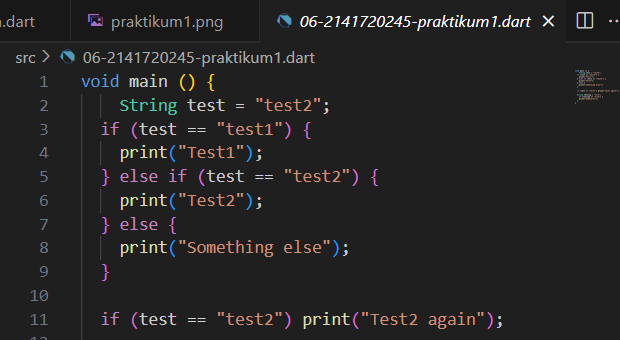 .dart praktikum1.png 06-2141720245-praktikum1.dart
src > 06-2141720245-praktikum1.dart
1 void main () {
2 String test = "test2";
3 if (test == "test1") {
4 print("Test1");
5 } else if (test == "test2") {
6 print("Test2");
7 } else {
8 print("Something else");
9 }
10
11 if (test == "test2") print("Test2 again");